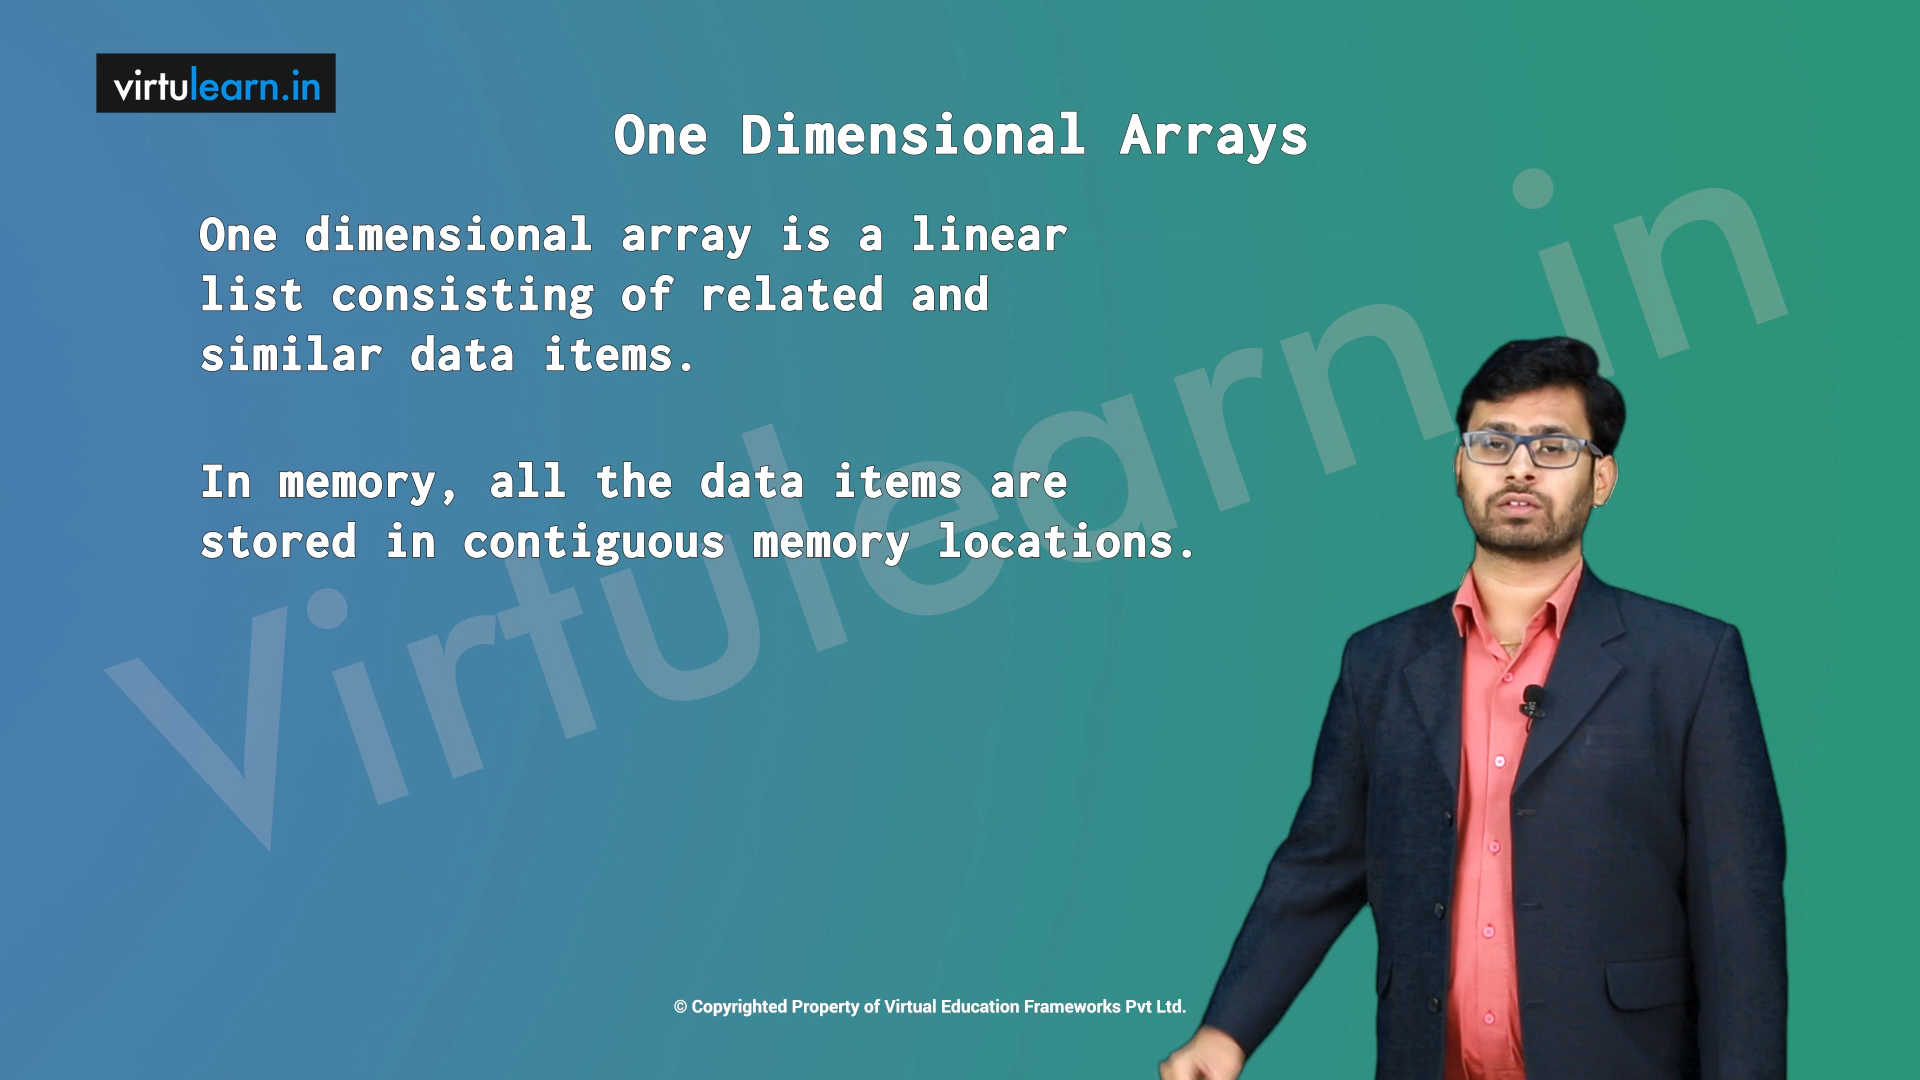 virtulearn.in
One Dimensional Arrays
One dimensional array is a linear
list consisting of related and
similar data items.
In memory, all the data items are
stored in contiguous memory locations.
Virtulearn.in
© Copyrighted Property of Virtual Education Frameworks Pvt Ltd.